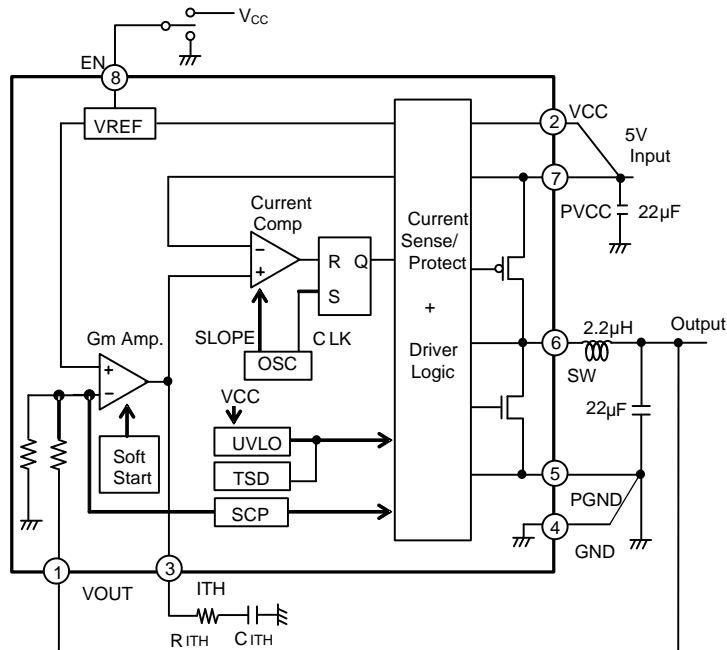 VCC
EN
8
VREF
2
VCC
5V
Input
7
PVCC
22µF
Current
Comp
−
+
R
Q
S
Current
Sense/
Protect
+
Driver
Logic
SLOPE
CLK
OSC
6
2.2µH
Output
SW
22µF
Gm Amp.
+
−
Soft
Start
VCC
UVLO
TSD
SCP
5
PGND
4
GND
1
VOUT
3
ITH
RITH
CITH